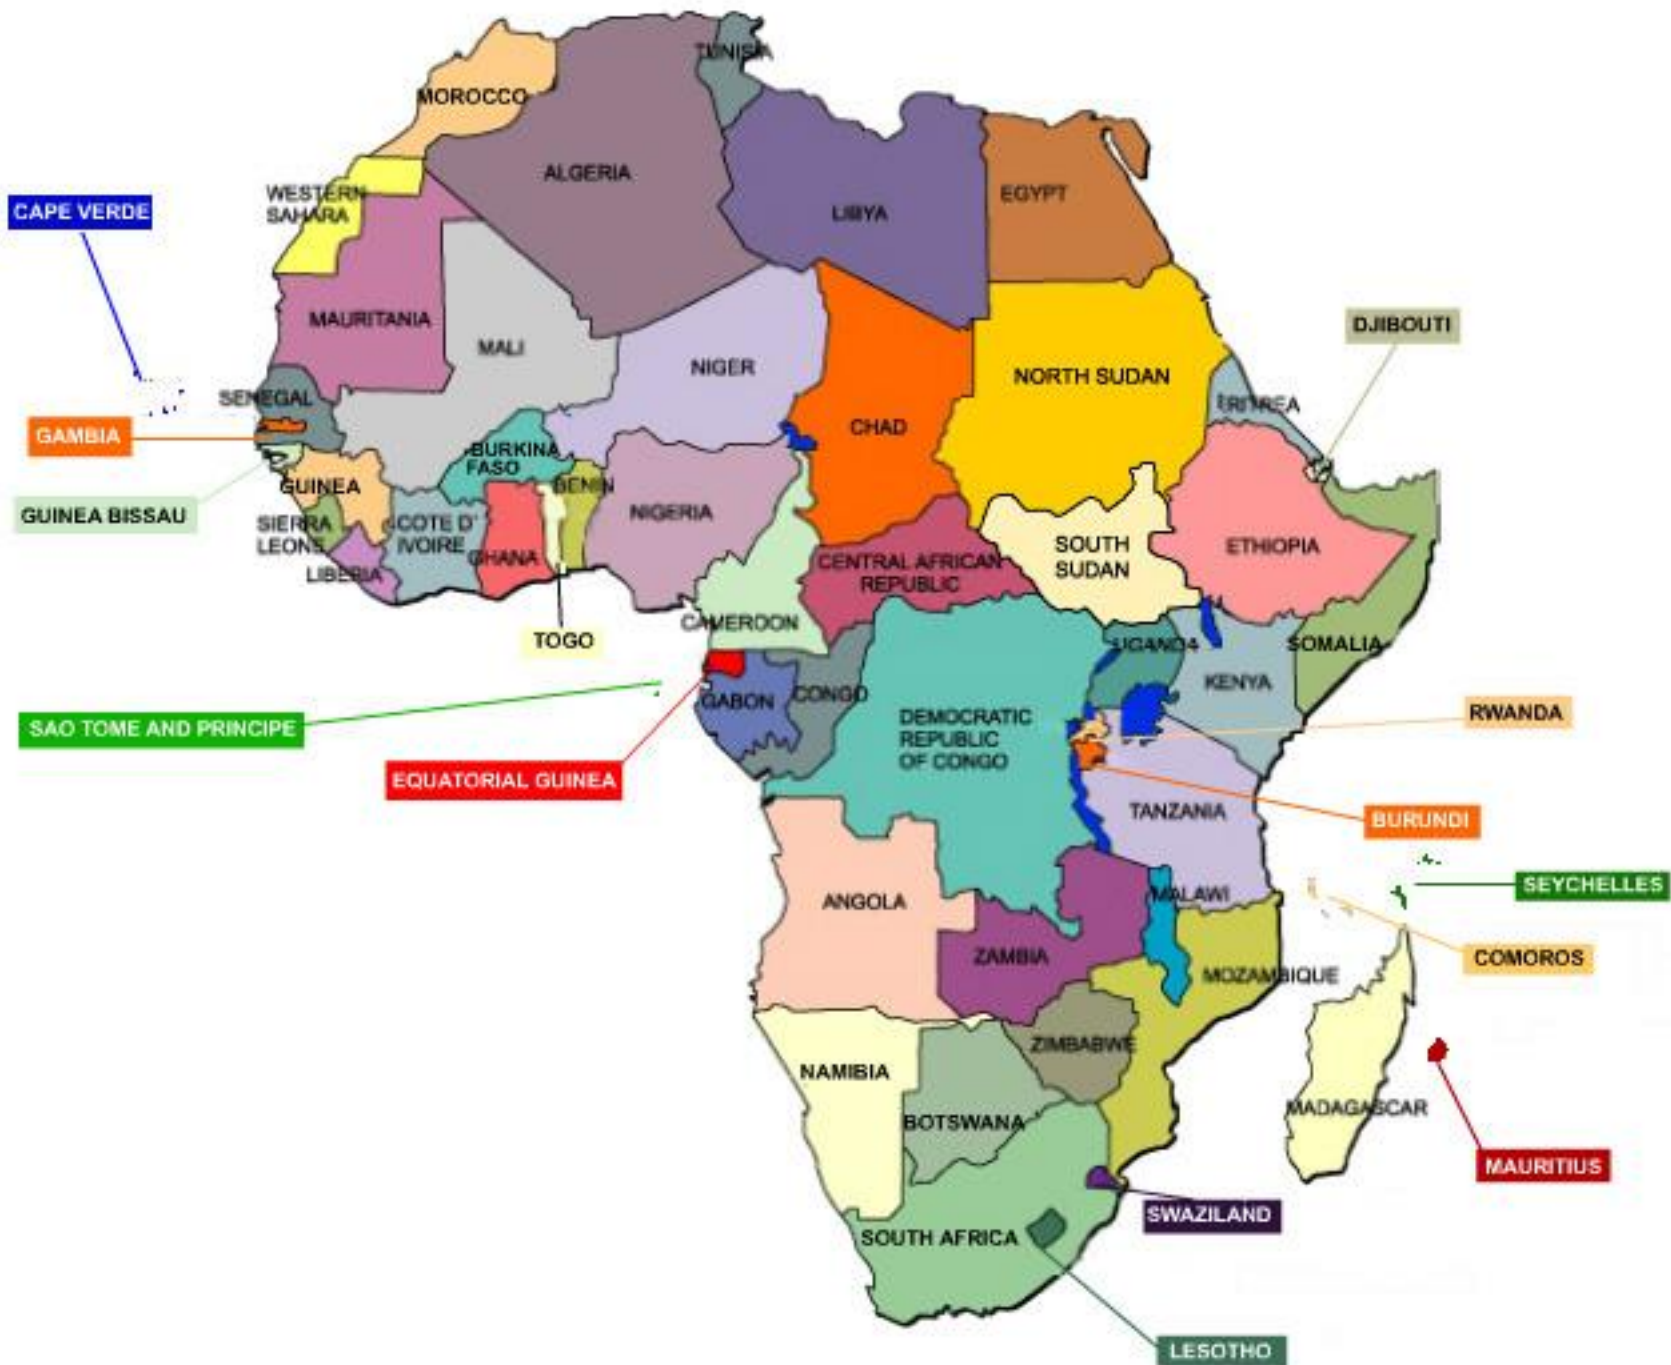 TUNISIA
MOROCCO
ALGERIA
WESTERN
SAHARA
EGYPT
LIBYA
CAPE VERDE
MAURITANIA
DJIBOUTI
MALI
NIGER
NORTH SUDAN
SENEGAL
ERITREA
GAMBIA
CHAD
BURKINA
FASO
GUINEA
BENIN
GUINEA BISSAU
NIGERIA
SIERRA
LEONE
COTE D'
IVOIRE
GHANA
SOUTH
SUDAN
ETHIOPIA
CENTRAL AFRICAN
REPUBLIC
LIBERIA
CAMERDON
TOGO
UGANDA
SOMALIA
KENYA
GABON
CONGO
RWANDA
DEMOCRATIC
REPUBLIC
OF CONGO
SAO TOME AND PRINCIPE
EQUATORIAL GUINEA
TANZANIA
BURUNDI
SEYCHELLES
MALAWI
ANGOLA
ZAMBIA
COMOROS
MOZAMBIQUE
ZIMBABWE
NAMIBIA
MADAGASCAR
BOTSWANA
MAURITIUS
SWAZILAND
SOUTH AFRICA
LESOTHO